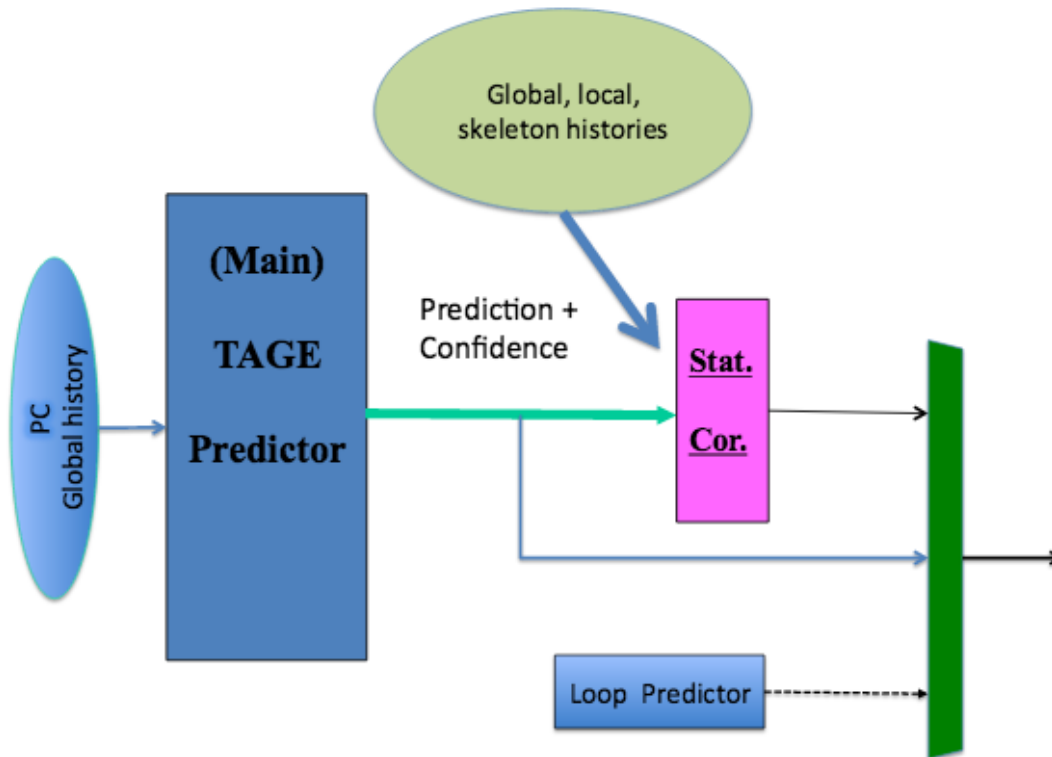 Global, local,
skeleton histories
(Main)
TAGE
Predictor
PC
Global history
Prediction +
Confidence
Stat.
Cor.
Loop Predictor